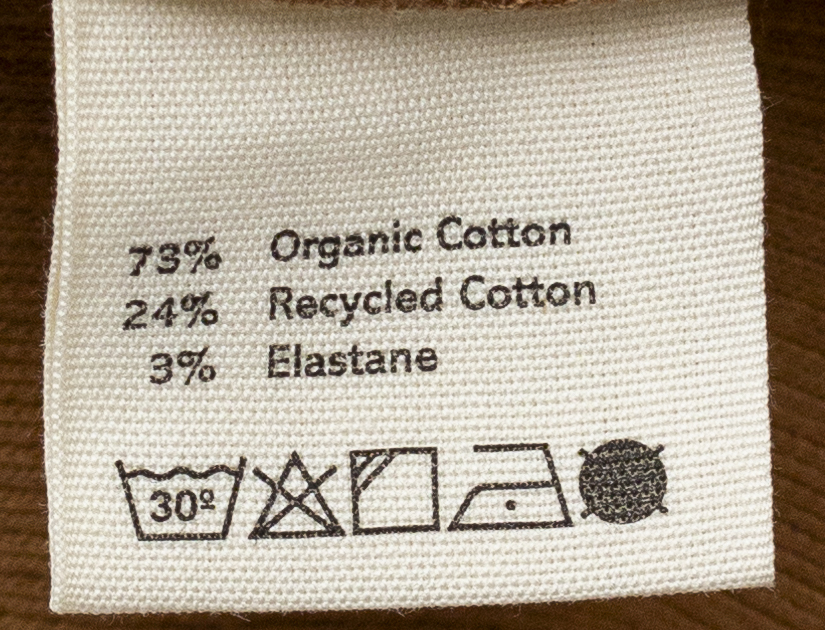 73% Organic Cotton
24% Recycled Cotton
3% Elastane
30º